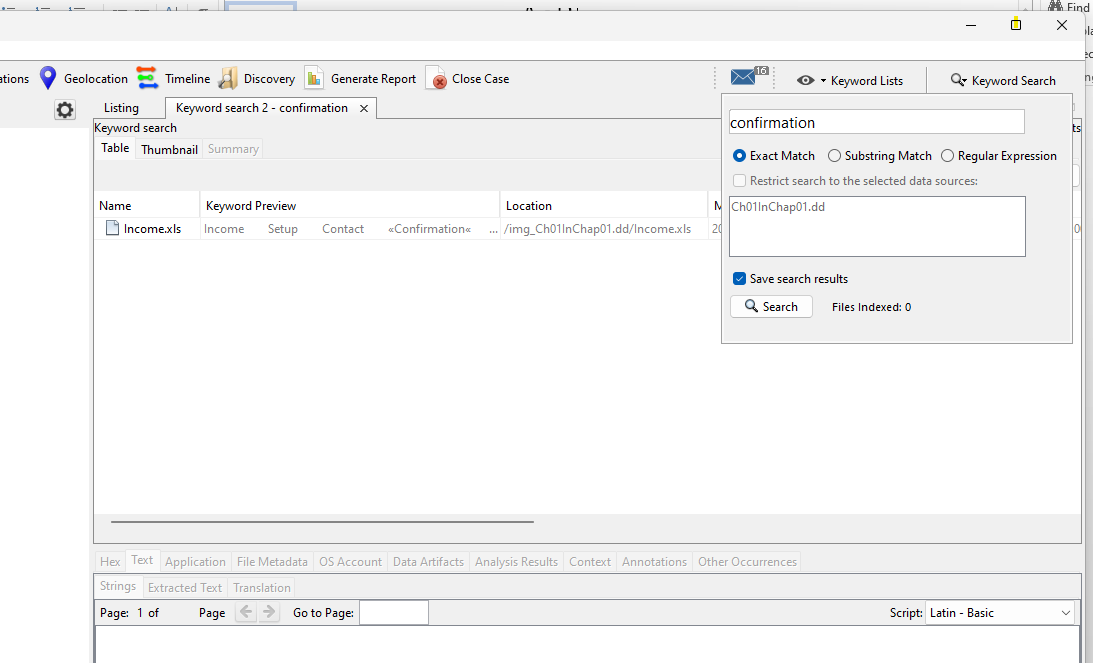 Find
ations Geolocation Timeline Discovery Generate Report Close Case 16 Keyword Lists Keyword Search
Listing Keyword search 2 - confirmation
Keyword search
Table Thumbnail Summary
Name Keyword Preview Location M
Income.xls Income Setup Contact «Confirmation« ... /img_Ch01InChap01.dd/Income.xls 20
confirmation
Exact Match Substring Match Regular Expression
Restrict search to the selected data sources:
Ch01InChap01.dd
Save search results
Search Files Indexed: 0
Hex Text Application File Metadata OS Account Data Artifacts Analysis Results Context Annotations Other Occurrences
Strings Extracted Text Translation
Page: 1 of Page Go to Page: Script: Latin - Basic